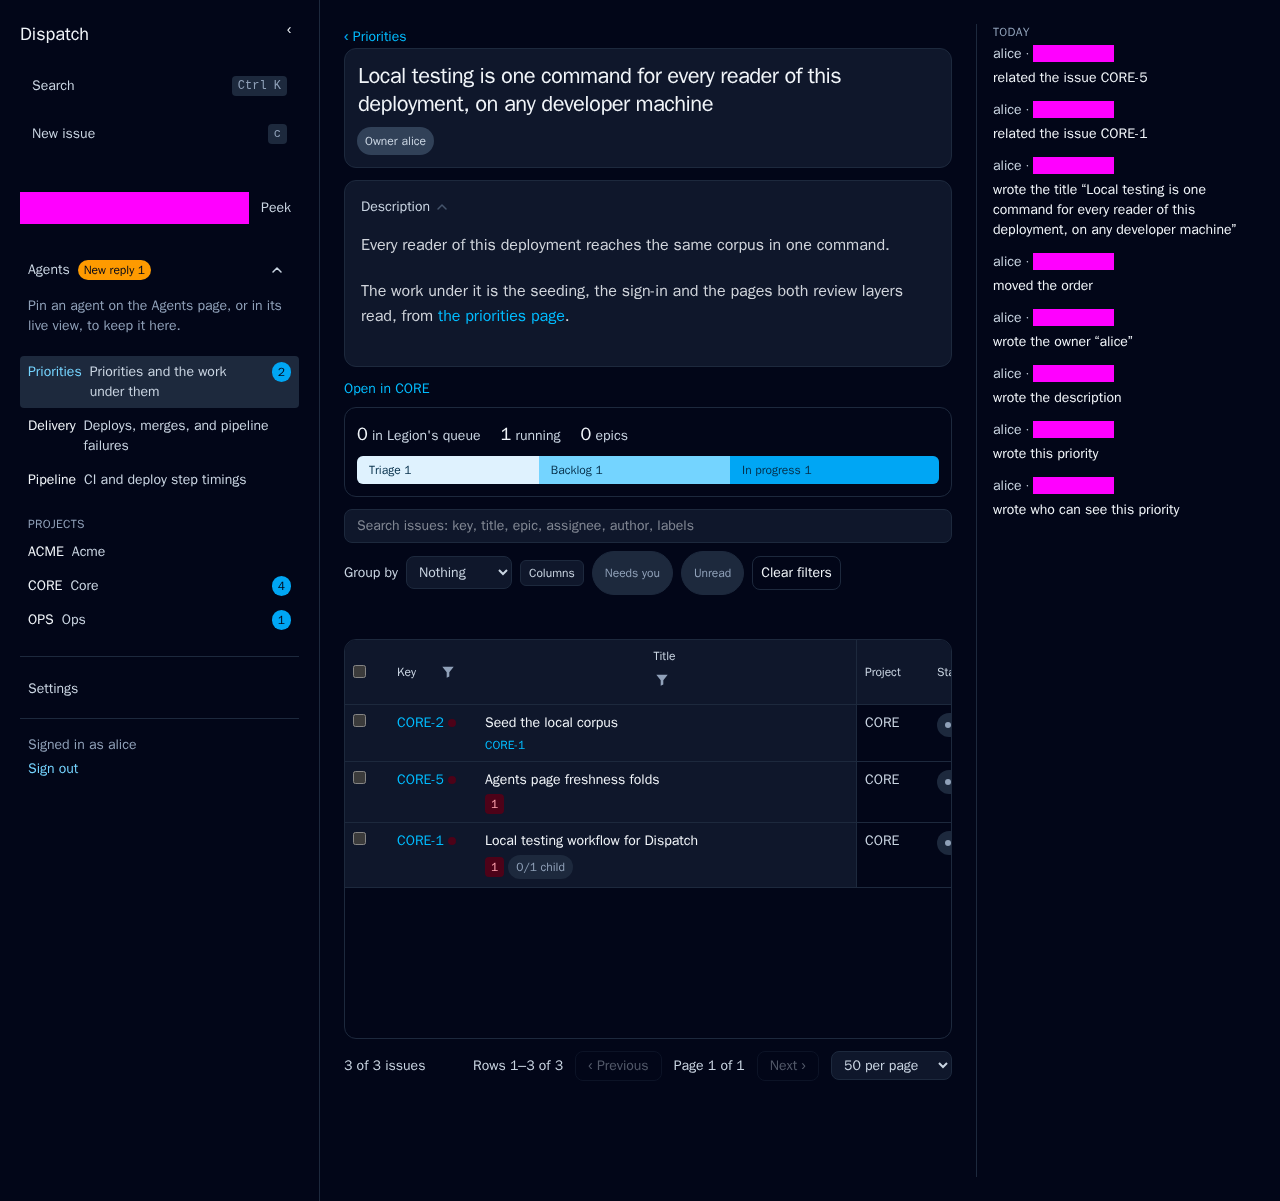 Dispatch
‹
Search
Ctrl K
New issue
C
Peek
Agents
New reply 1
Pin an agent on the Agents page, or in its
live view, to keep it here.
Priorities
Priorities and the work
under them
2
Delivery
Deploys, merges, and pipeline
failures
Pipeline
CI and deploy step timings
PROJECTS
ACME Acme
CORE Core
4
OPS Ops
1
Settings
Signed in as alice
Sign out
‹ Priorities
Local testing is one command for every reader of this
deployment, on any developer machine
Owner alice
Description
Every reader of this deployment reaches the same corpus in one command.
The work under it is the seeding, the sign-in and the pages both review layers
read, from the priorities page.
Open in CORE
0 in Legion's queue
1 running
0 epics
Triage 1
Backlog 1
In progress 1
Search issues: key, title, epic, assignee, author, labels
Group by
Nothing
Columns
Needs you
Unread
Clear filters
Key
Title
Project
Sta
CORE-2
Seed the local corpus
CORE-1
CORE
CORE-5
Agents page freshness folds
1
CORE
CORE-1
Local testing workflow for Dispatch
1
0/1 child
CORE
3 of 3 issues
Rows 1–3 of 3
‹ Previous
Page 1 of 1
Next ›
50 per page
TODAY
alice ·
related the issue CORE-5
alice ·
related the issue CORE-1
alice ·
wrote the title “Local testing is one
command for every reader of this
deployment, on any developer machine”
alice ·
moved the order
alice ·
wrote the owner “alice”
alice ·
wrote the description
alice ·
wrote this priority
alice ·
wrote who can see this priority